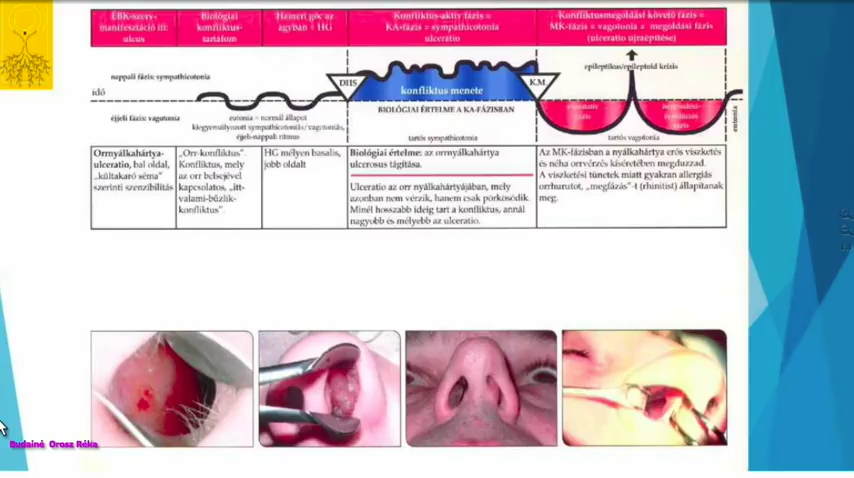 ÉBK-szerv-
manifesztáció itt:
ulcus
Biológiai
konfliktus-
tartalom
Hameri góc az
agyban = HG
Konfliktus-aktív fázis =
KA-fázis = sympathicotonia
ulceratio
Konfliktusmegoldást követő fázis =
MK-fázis = vagotonia = megoldási fázis
(ulceratio újraépítése)
nappali fázis: sympathicotonia
idő
éjjeli fázis: vagotonia
eutonia = normál állapot
kiegyensúlyozott sympathicotoniás/vagotoniás,
éjjeli-nappali ritmus
DHS
konfliktus menete
BIOLÓGIAI ÉRTELME A KA-FÁZISBAN
tartós sympathicotonia
KM
epileptikus/epileptoid krízis
tartós vagotonia
eutonia
Orrnyálkahártya-
ulceratio, bal oldal,
„kültakaró séma”
szerinti szenzibilitás
„Orr-konfliktus”.
Konfliktus, mely
az orr belsejével
kapcsolatos, „itt-
valami-bűzlik-
konfliktus”.
HG mélyen basalis,
jobb oldalt
Biológiai értelme: az orrnyálkahártya
ulcerosus tágítása.
Ulceratio az orr nyálkahártyájában, mely
azonban nem vérzik, hanem csak pörkösödik.
Minél hosszabb ideig tart a konfliktus, annál
nagyobb és mélyebb az ulceratio.
Az MK-fázisban a nyálkahártya erős viszketés
és néha orrvérzés kíséretében megduzzad.
A viszketési tünetek miatt gyakran allergiás
orrhurutot, „megfázás”-t (rhinitist) állapítanak
meg.
Budainé Orosz Réka